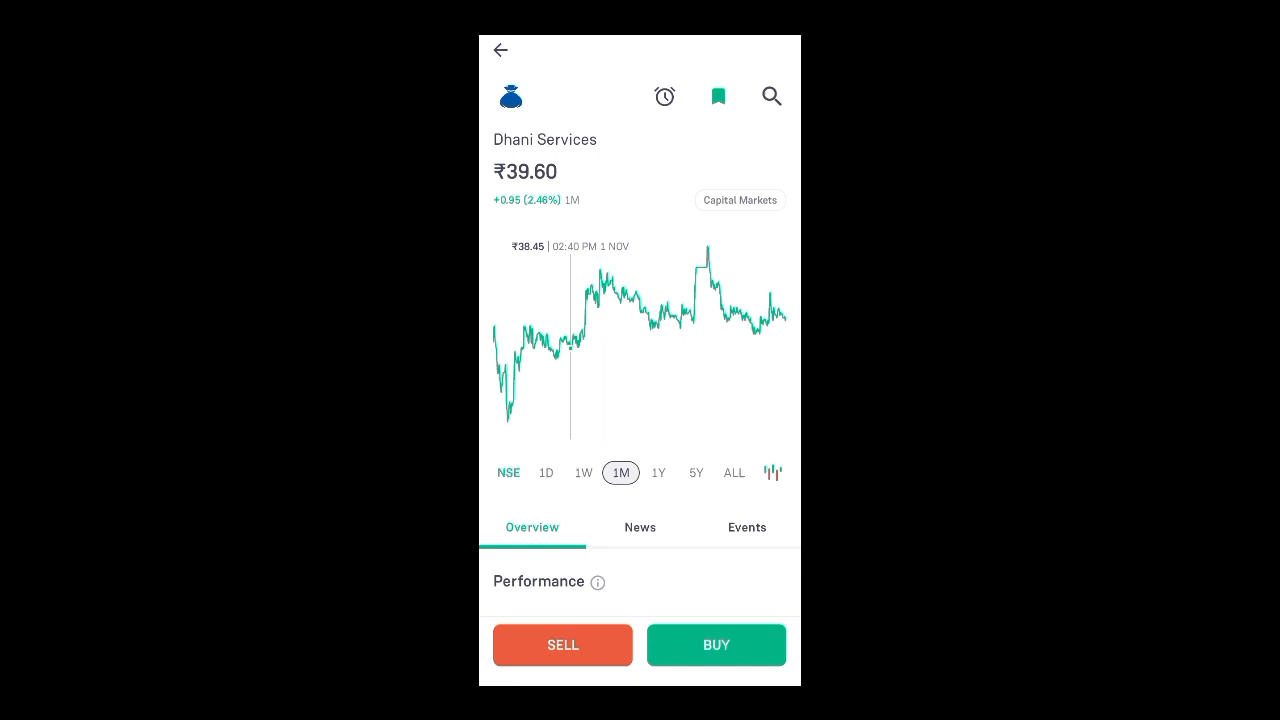 Dhani Services
₹39.60
+0.95 (2.46%) 1M
Capital Markets
₹38.45 | 02:40 PM 1 NOV
NSE 1D 1W 1M 1Y 5Y ALL
Overview News Events
Performance
SELL BUY